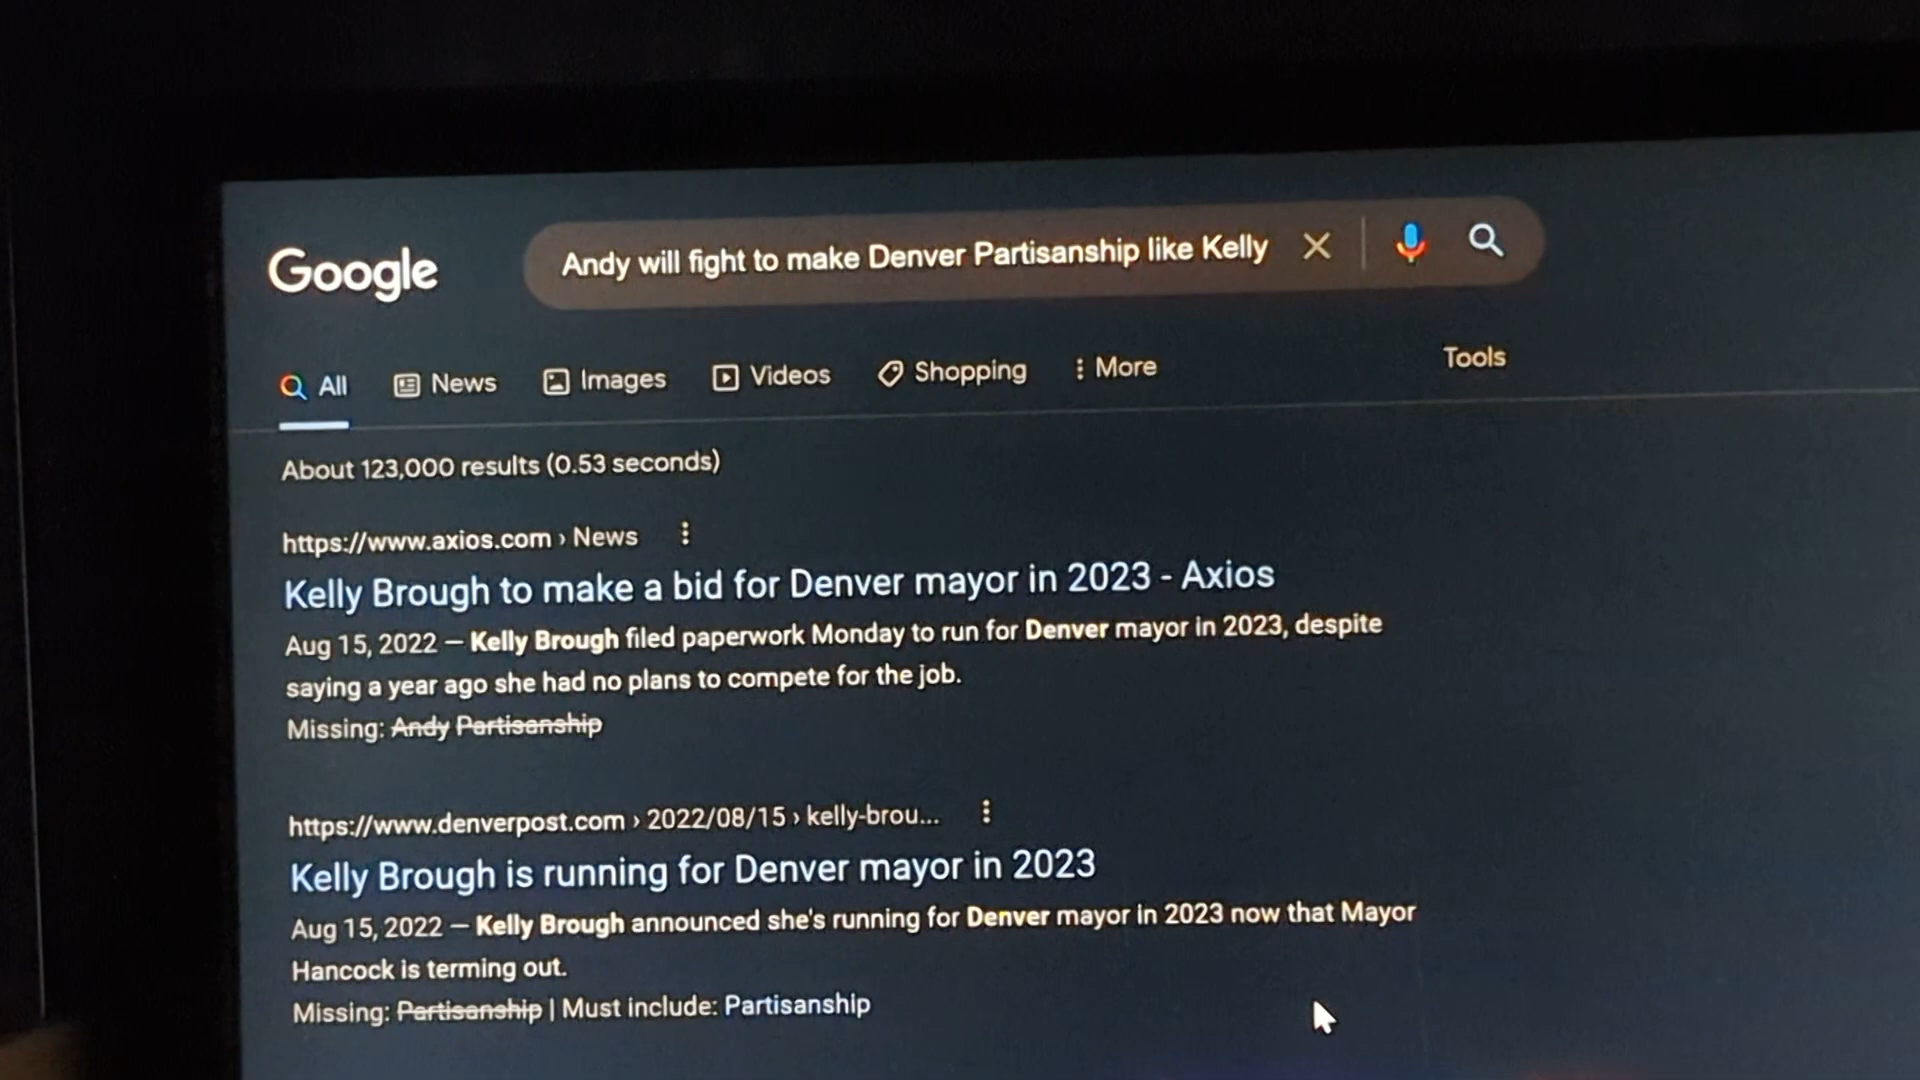 Google
Andy will fight to make Denver Partisanship like Kelly
All News Images Videos Shopping More Tools
About 123,000 results (0.53 seconds)
https://www.axios.com › News
Kelly Brough to make a bid for Denver mayor in 2023 - Axios
Aug 15, 2022 — Kelly Brough filed paperwork Monday to run for Denver mayor in 2023, despite
saying a year ago she had no plans to compete for the job.
Missing: Andy Partisanship
https://www.denverpost.com › 2022/08/15 › kelly-brou...
Kelly Brough is running for Denver mayor in 2023
Aug 15, 2022 — Kelly Brough announced she's running for Denver mayor in 2023 now that Mayor
Hancock is terming out.
Missing: Partisanship | Must include: Partisanship